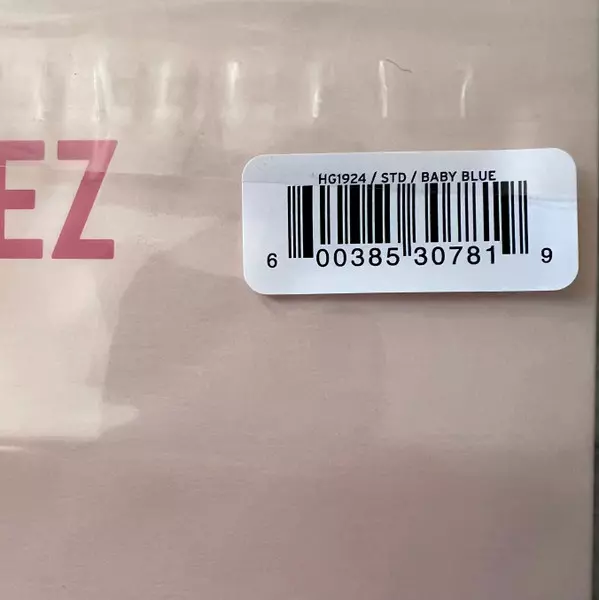 EZ
HG1924 / STD / BABY BLUE
6 00385 30781 9